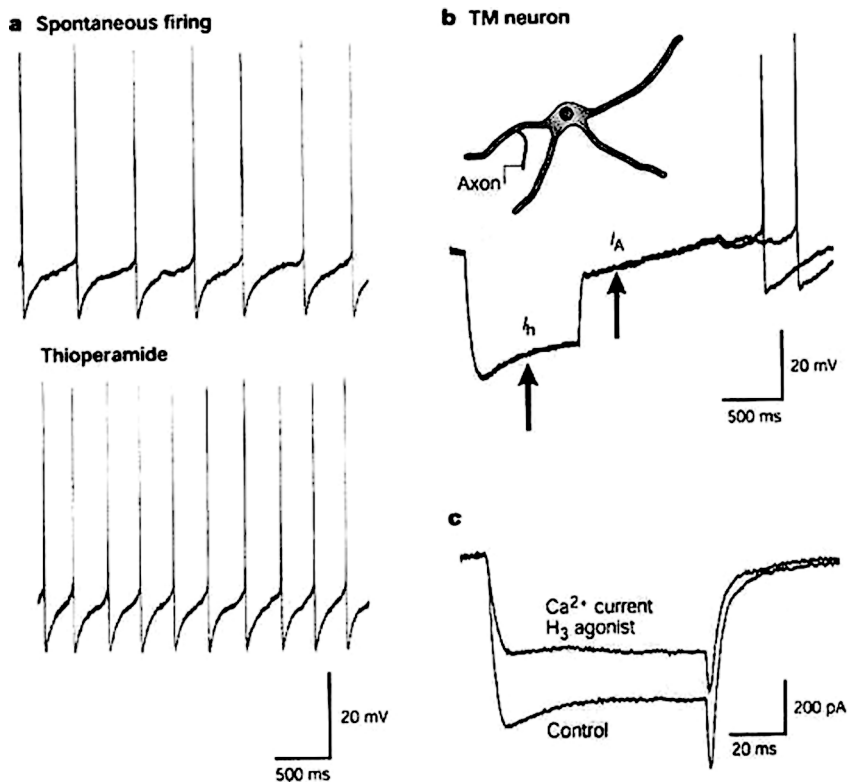 a Spontaneous firing
Thioperamide
20 mV
500 ms
b TM neuron
Axon
I_A
I_h
20 mV
500 ms
c
Ca²⁺ current
H₃ agonist
Control
200 pA
20 ms